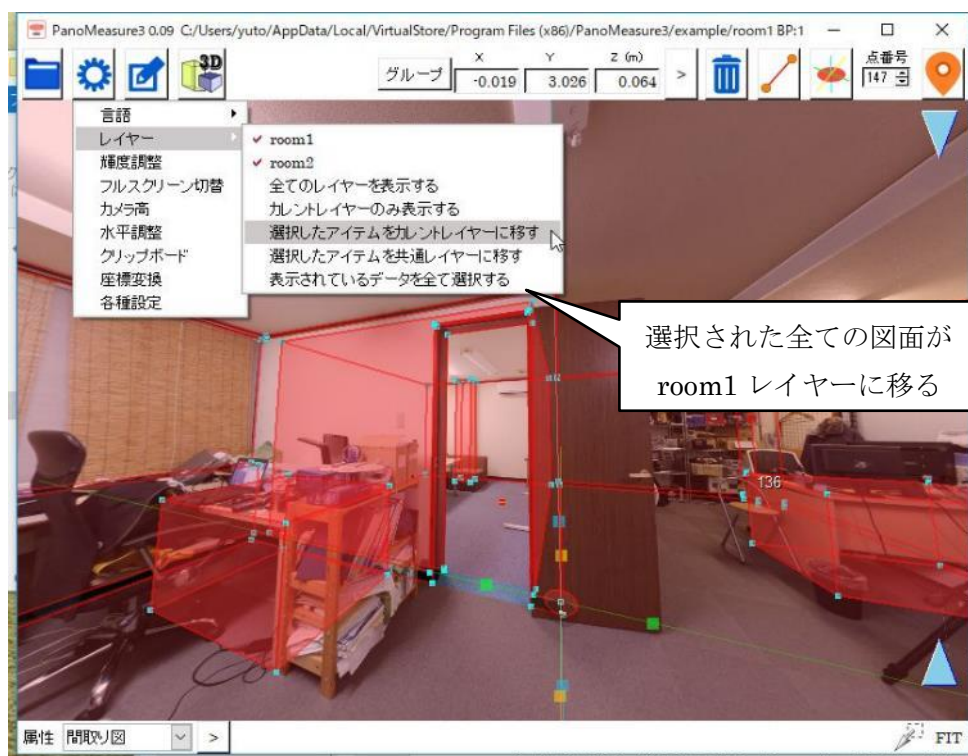 PanoMeasure3 0.09 C:/Users/yuto/AppData/Local/VirtualStore/Program Files (x86)/PanoMeasure3/example/room1 BP:1
3D
グループ
X Y Z (m)
-0.019 3.026 0.064 >
点番号
147
言語
レイヤー
輝度調整
フルスクリーン切替
カメラ高
水平調整
クリップボード
座標変換
各種設定
room1
room2
全てのレイヤーを表示する
カレントレイヤーのみ表示する
選択したアイテムをカレントレイヤーに移す
選択したアイテムを共通レイヤーに移す
表示されているデータを全て選択する
選択された全ての図面が
room1 レイヤーに移る
136
属性 間取り図 > FIT